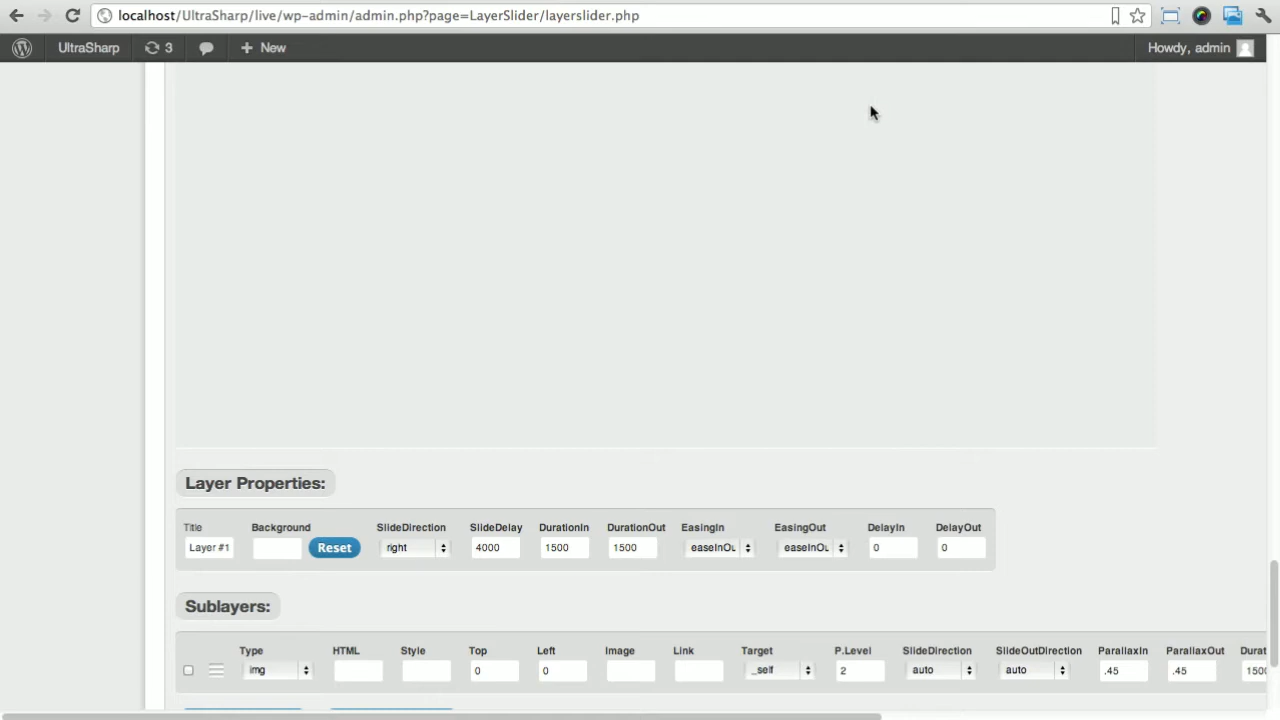 localhost/UltraSharp/live/wp-admin/admin.php?page=LayerSlider/layerslider.php
UltraSharp 3 New Howdy, admin
Layer Properties:
Title Background SlideDirection SlideDelay DurationIn DurationOut EasingIn EasingOut DelayIn DelayOut
Layer #1 Reset right 4000 1500 1500 easeInOu easeInOu 0 0
Sublayers:
Type HTML Style Top Left Image Link Target P.Level SlideDirection SlideOutDirection ParallaxIn ParallaxOut Durat
img 0 0 _self 2 auto auto .45 .45 1500